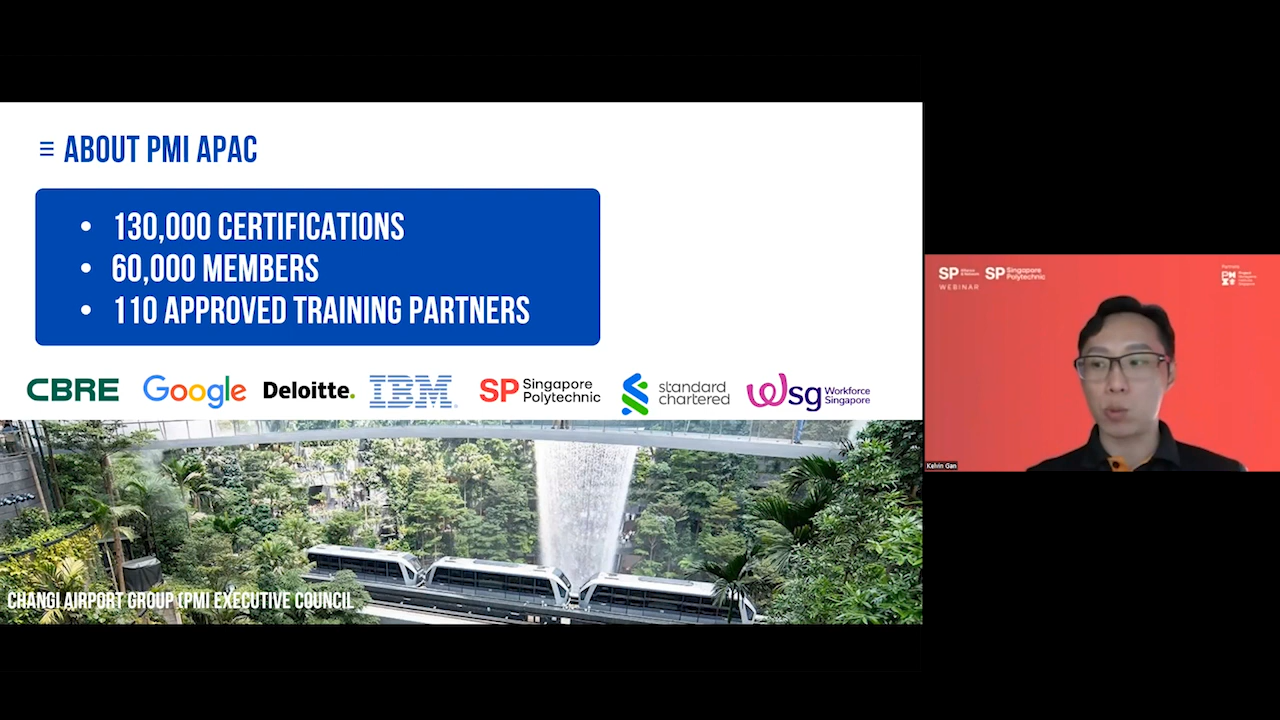 ABOUT PMI APAC
• 130,000 CERTIFICATIONS
• 60,000 MEMBERS
• 110 APPROVED TRAINING PARTNERS
CBRE
Google
Deloitte.
IBM
SP Singapore Polytechnic
standard chartered
wsg Workforce Singapore
CHANGI AIRPORT GROUP (PMI EXECUTIVE COUNCIL
SP
SP Singapore Polytechnic
WEBINAR
Kelvin Gan